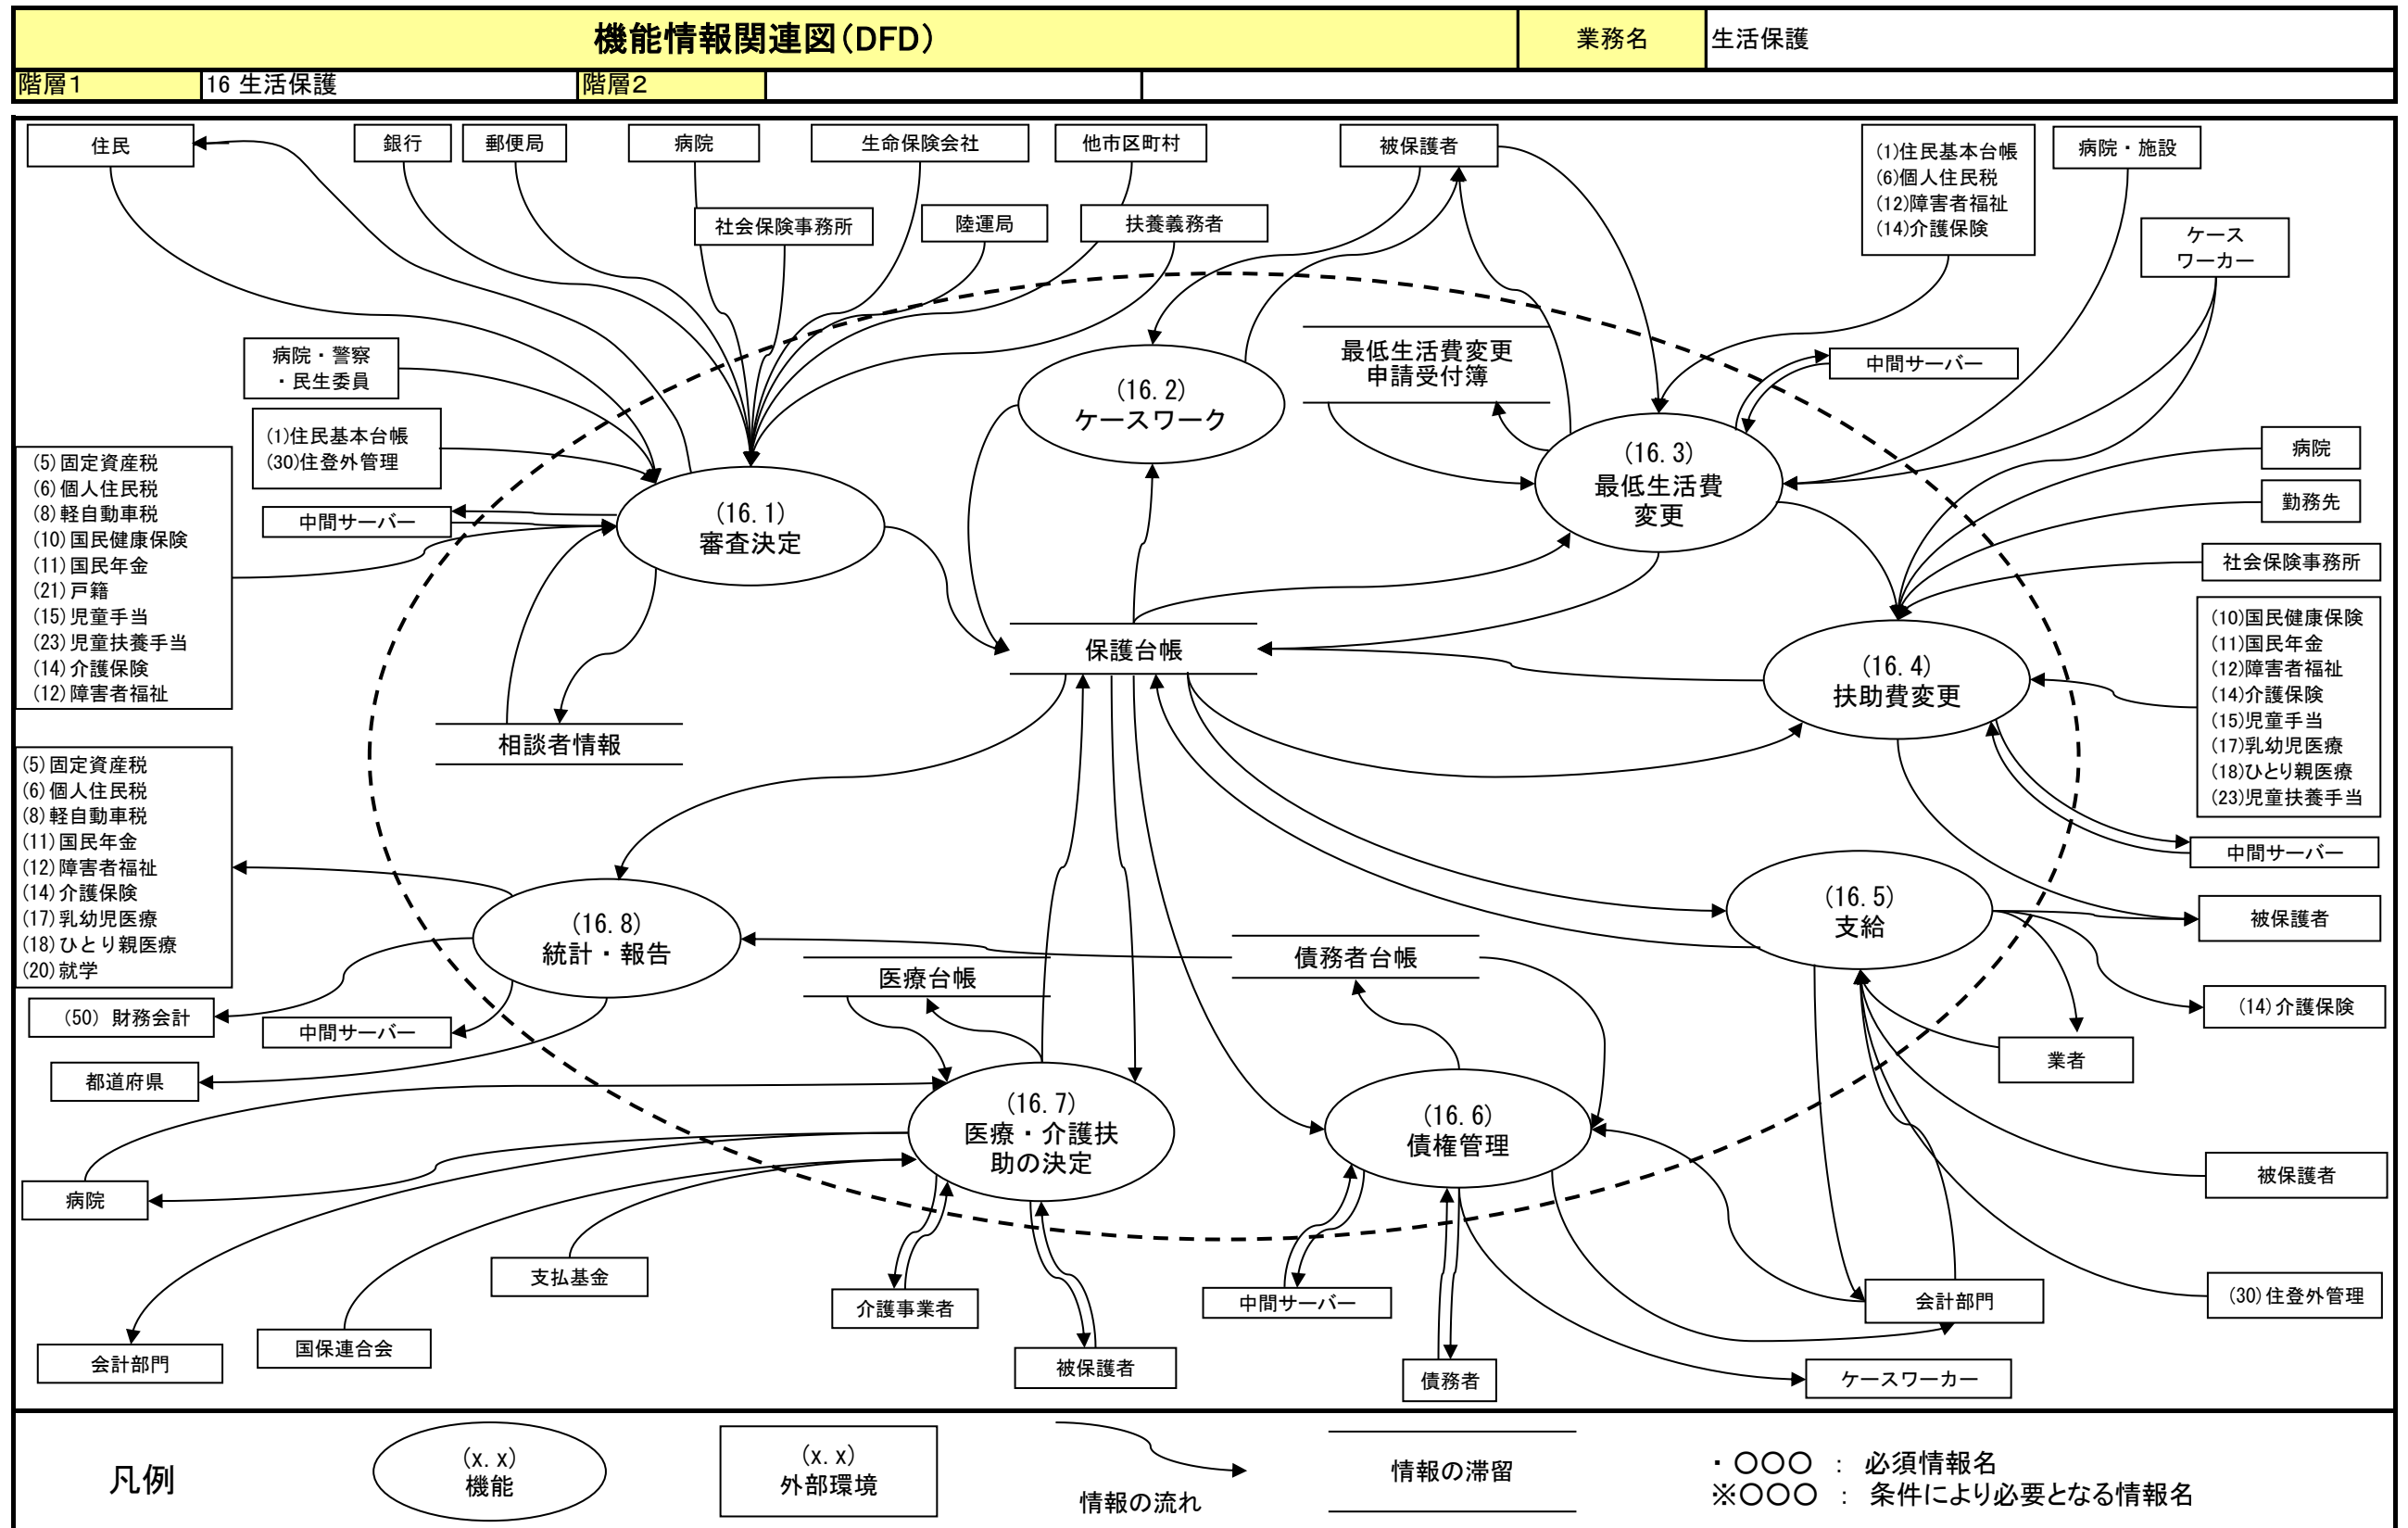 機能情報関連図（DFD）
業務名
生活保護
階層１
16 生活保護
階層２
住民
銀行
郵便局
病院
生命保険会社
他市区町村
被保護者
(1)住民基本台帳
(6)個人住民税
(12)障害者福祉
(14)介護保険
病院・施設
社会保険事務所
陸運局
扶養義務者
ケース
ワーカー
病院・警察
・民生委員
最低生活費変更
申請受付簿
中間サーバー
(16.2)
ケースワーク
(1)住民基本台帳
(30)住登外管理
(16.3)
最低生活費
変更
病院
勤務先
社会保険事務所
(5)固定資産税
(6)個人住民税
(8)軽自動車税
(10)国民健康保険
(11)国民年金
(21)戸籍
(15)児童手当
(23)児童扶養手当
(14)介護保険
(12)障害者福祉
中間サーバー
(16.1)
審査決定
保護台帳
(16.4)
扶助費変更
(10)国民健康保険
(11)国民年金
(12)障害者福祉
(14)介護保険
(15)児童手当
(17)乳幼児医療
(18)ひとり親医療
(23)児童扶養手当
相談者情報
(5)固定資産税
(6)個人住民税
(8)軽自動車税
(11)国民年金
(12)障害者福祉
(14)介護保険
(17)乳幼児医療
(18)ひとり親医療
(20)就学
中間サーバー
(16.5)
支給
被保護者
(16.8)
統計・報告
医療台帳
債務者台帳
(14)介護保険
(50) 財務会計
中間サーバー
業者
都道府県
(16.7)
医療・介護扶
助の決定
(16.6)
債権管理
被保護者
病院
支払基金
介護事業者
中間サーバー
会計部門
(30)住登外管理
会計部門
国保連合会
被保護者
債務者
ケースワーカー
凡例
(x.x)
機能
(x.x)
外部環境
情報の流れ
情報の滞留
・〇〇〇 ： 必須情報名
※〇〇〇 ： 条件により必要となる情報名